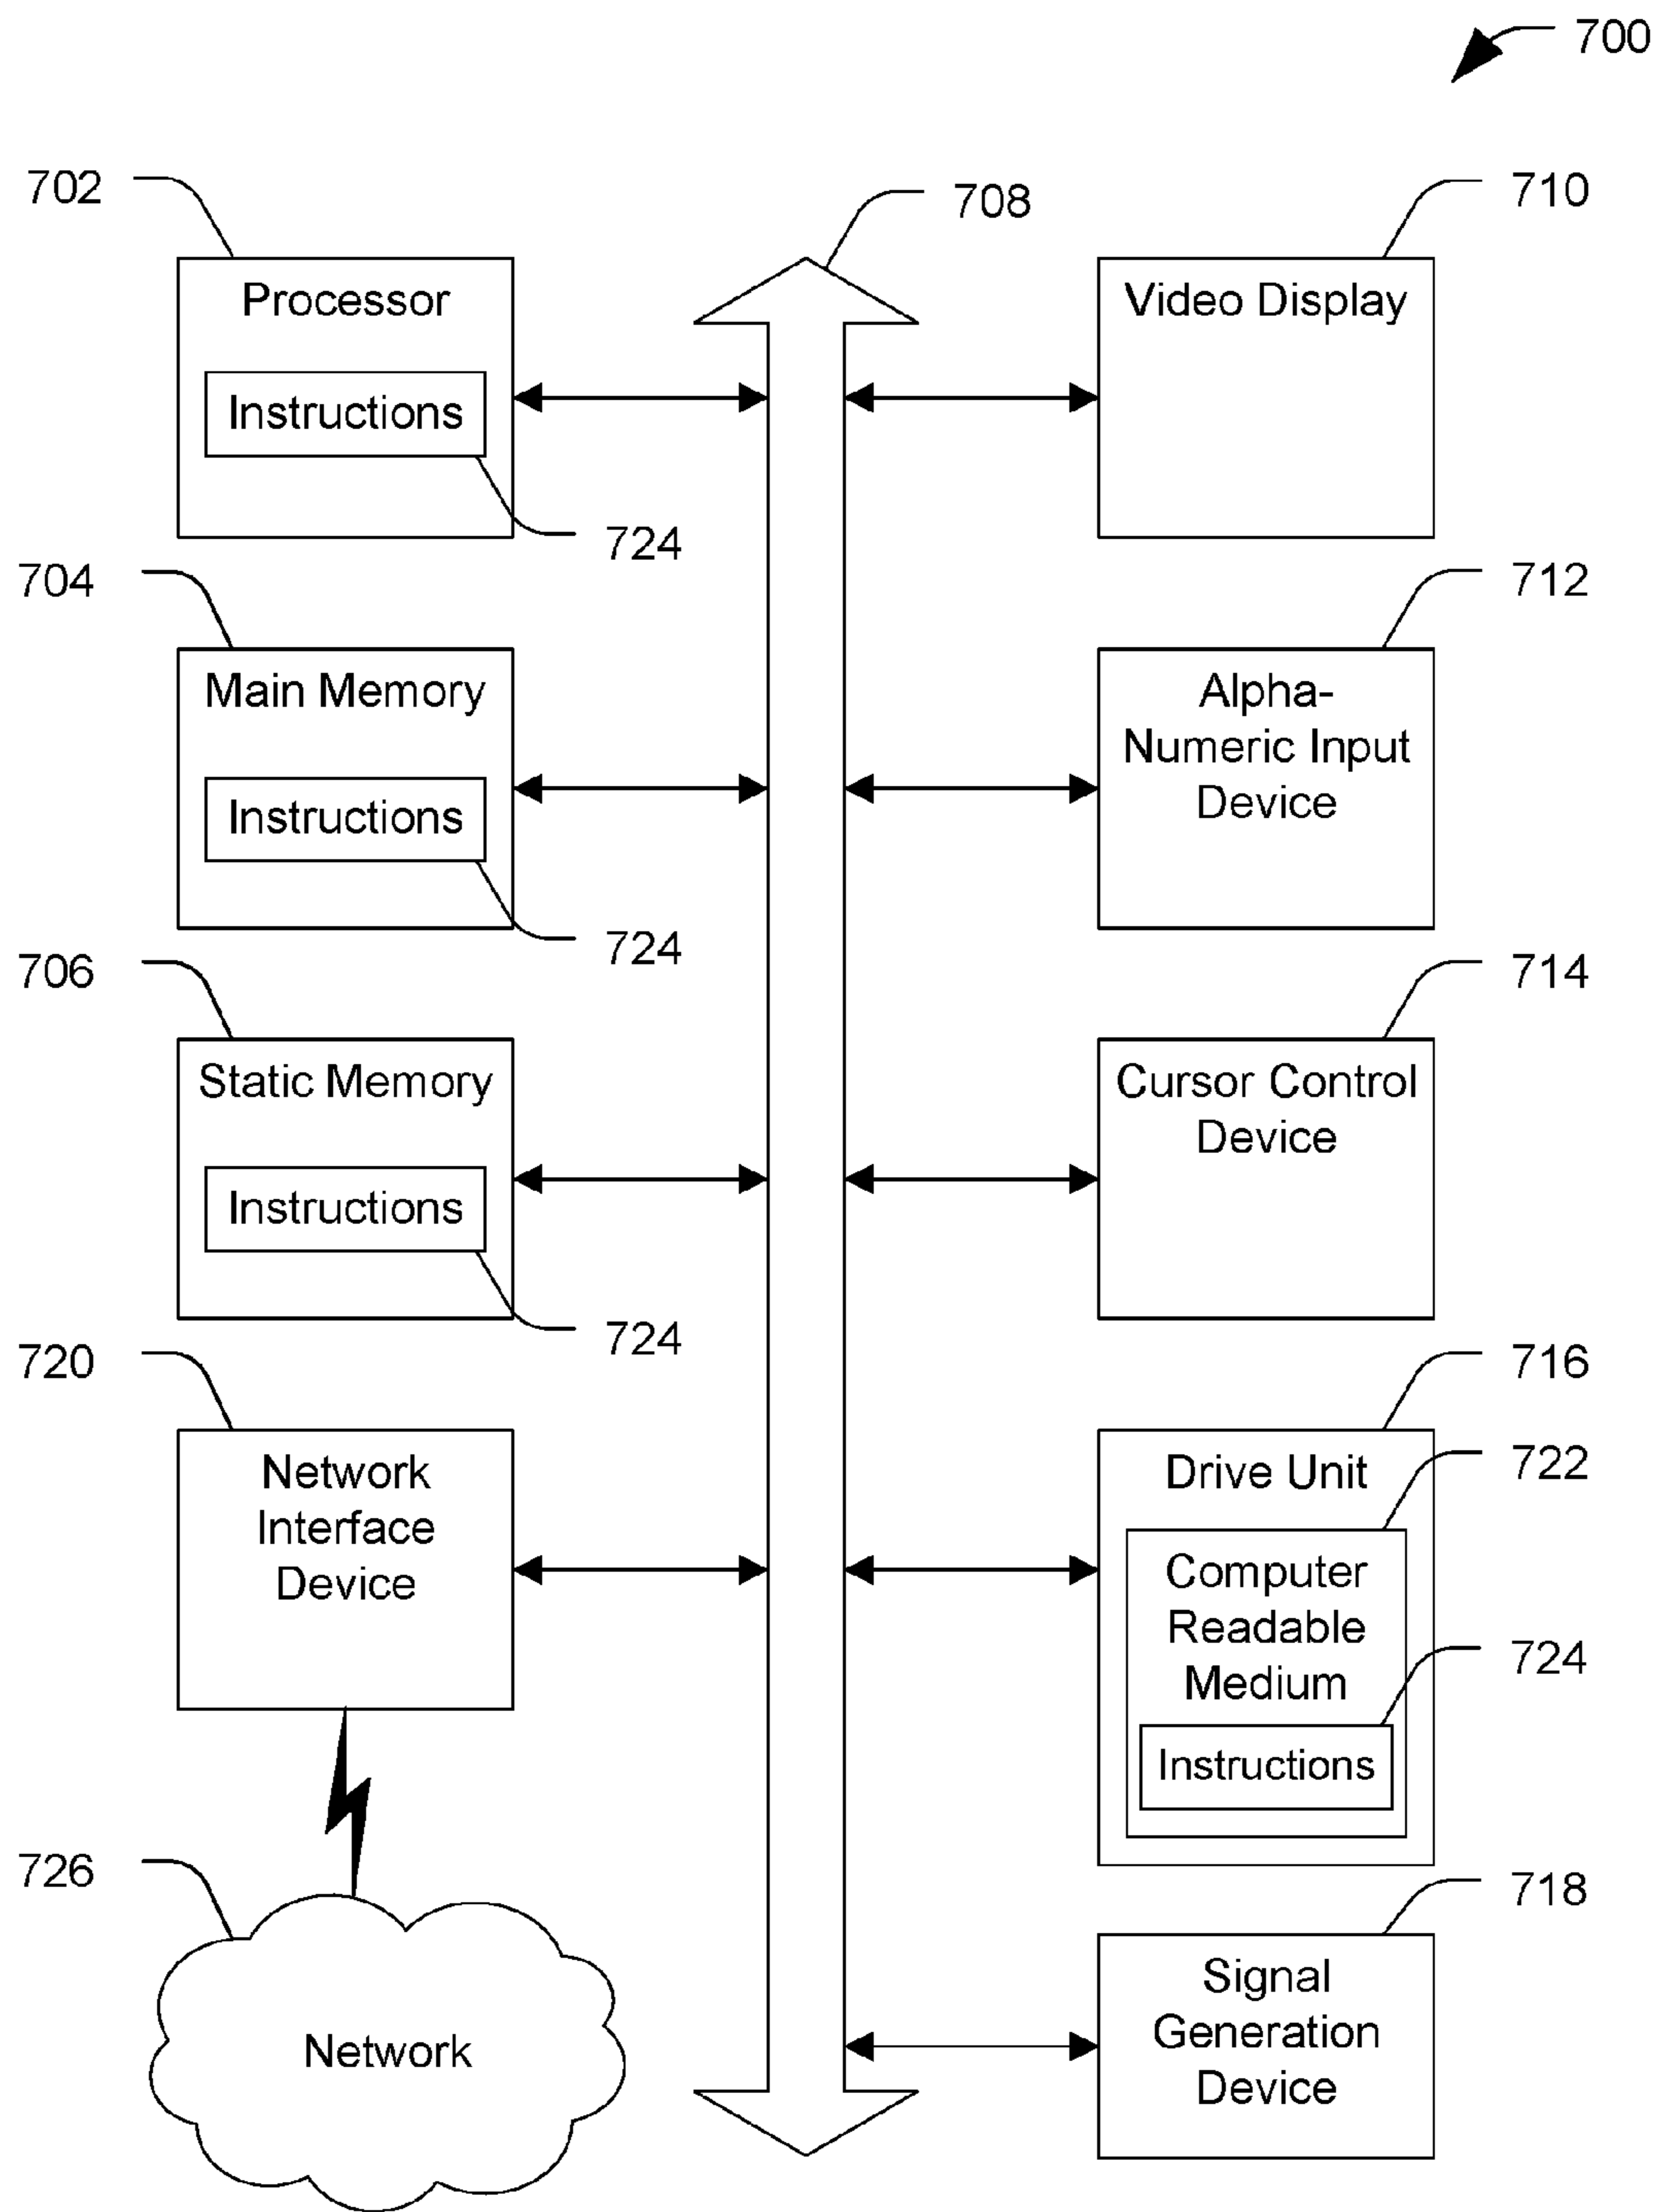 700
702
708
710
Processor
Instructions
724
Video Display
704
712
Main Memory
Instructions
724
Alpha-
Numeric Input
Device
706
714
Static Memory
Instructions
724
Cursor Control
Device
720
716
Network
Interface
Device
Drive Unit
722
Computer
Readable
Medium
724
Instructions
726
Network
718
Signal
Generation
Device